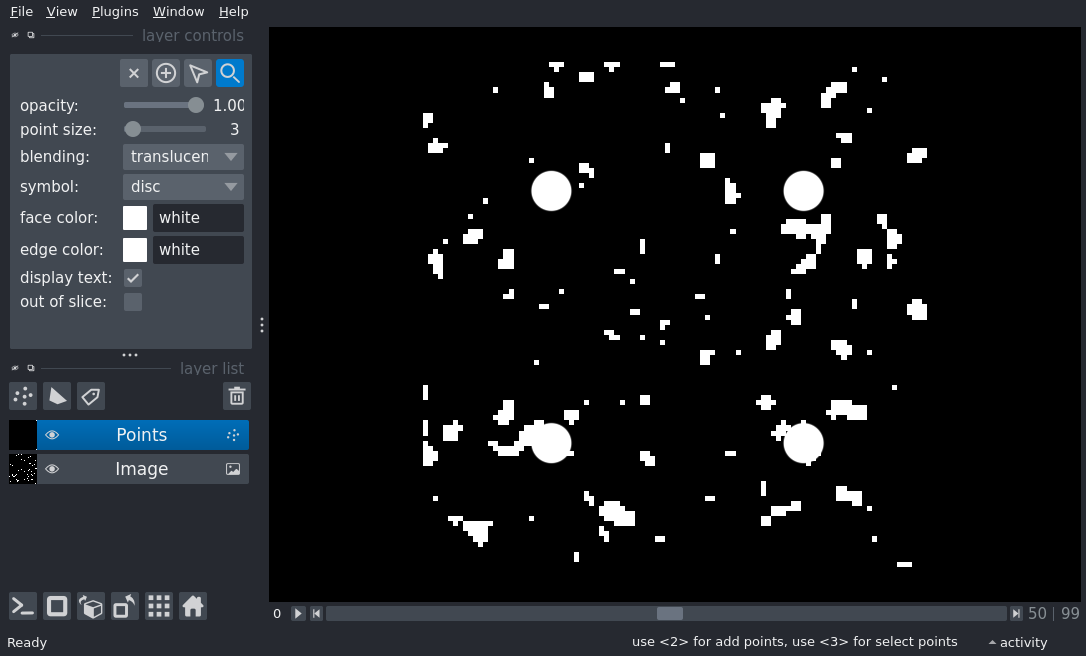 File View Plugins Window Help
layer controls
opacity: 1.00
point size: 3
blending: translucen
symbol: disc
face color: white
edge color: white
display text:
out of slice:
layer list
Points
Image
0 50 99
Ready use <2> for add points, use <3> for select points activity